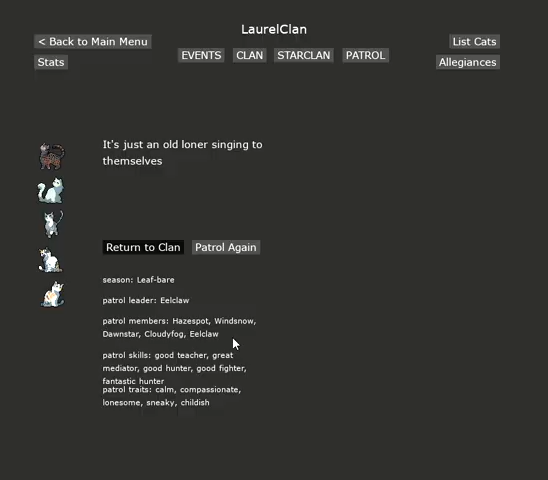 LaurelClan
< Back to Main Menu
List Cats
EVENTS
CLAN
STARCLAN
PATROL
Stats
Allegiances
It's just an old loner singing to
themselves
Return to Clan
Patrol Again
season: Leaf-bare
patrol leader: Eelclaw
patrol members: Hazespot, Windsnow,
Dawnstar, Cloudyfog, Eelclaw
patrol skills: good teacher, great
mediator, good hunter, good fighter,
fantastic hunter
patrol traits: calm, compassionate,
lonesome, sneaky, childish